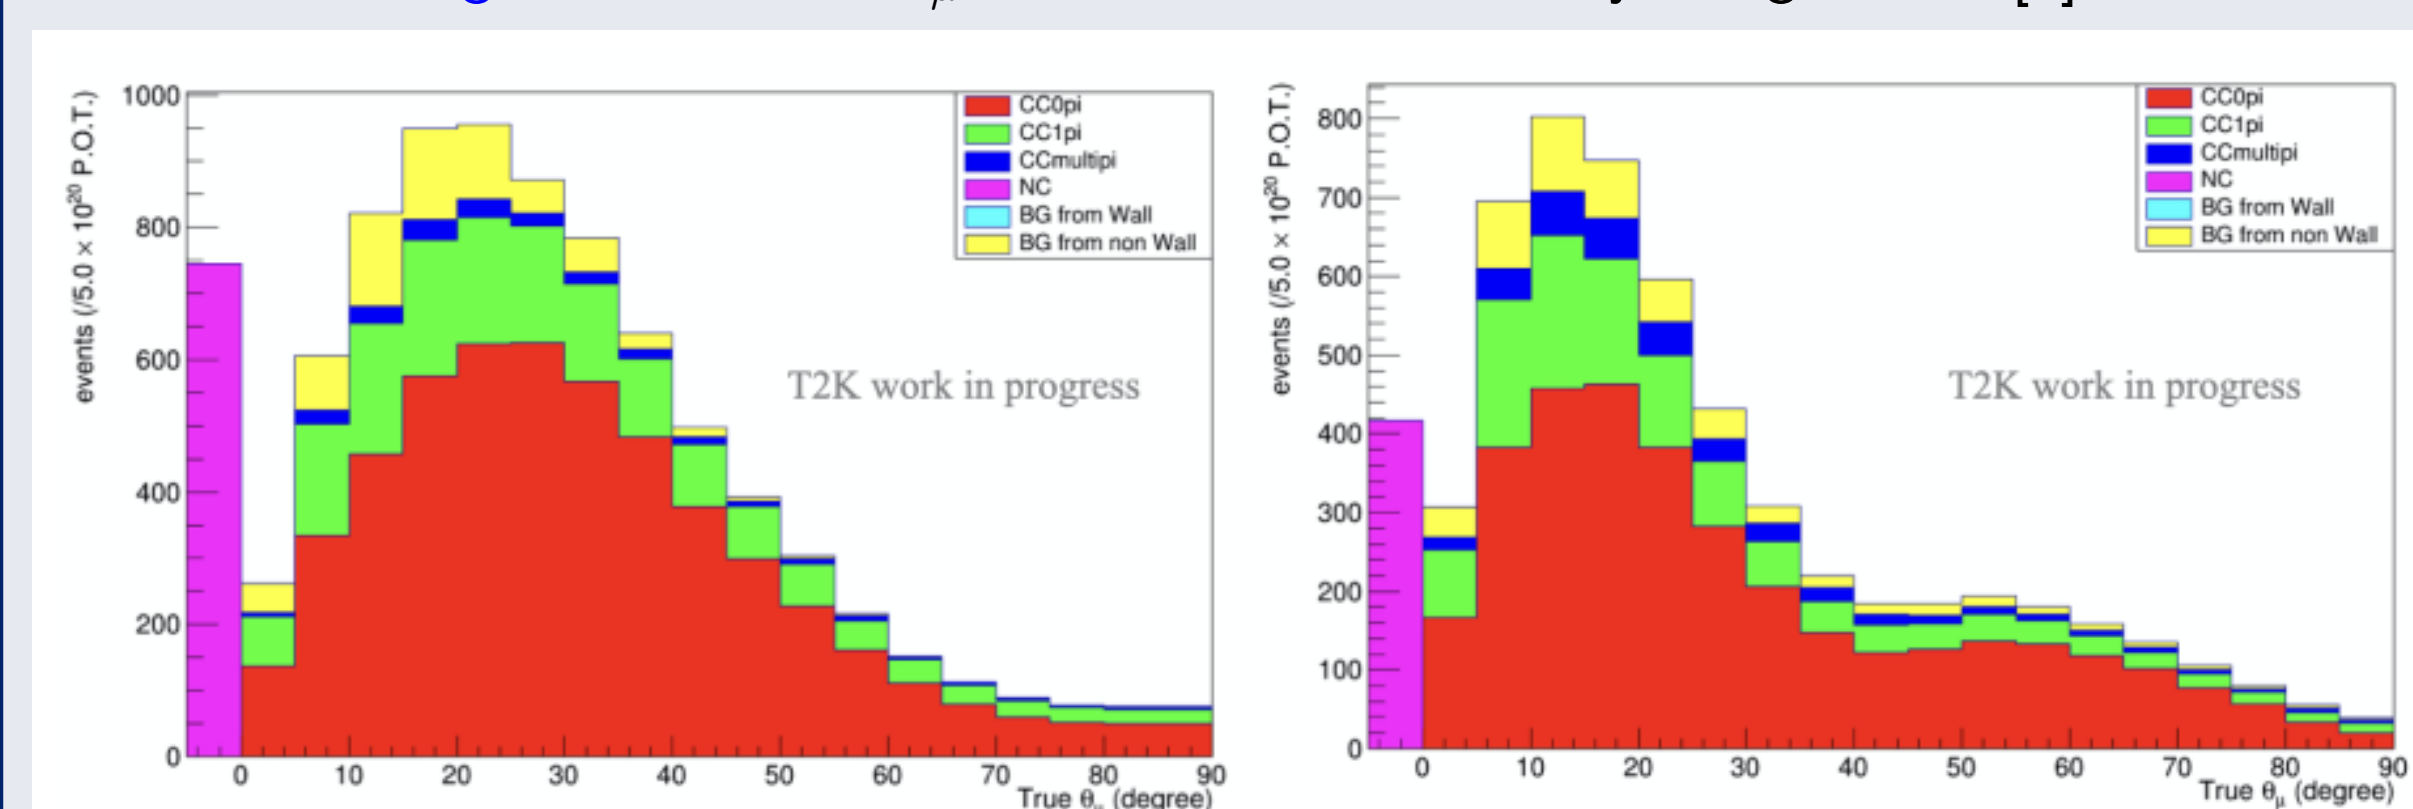 1000
800
600
400
200
0
events (/5.0 × 10²⁰ P.O.T.)
CC0pi
CC1pi
CCmultipi
NC
BG from Wall
BG from non Wall
T2K work in progress
0 10 20 30 40 50 60 70 80 90
True θμ (degree)
800
700
600
500
400
300
200
100
0
events (/5.0 × 10²⁰ P.O.T.)
CC0pi
CC1pi
CCmultipi
NC
BG from Wall
BG from non Wall
T2K work in progress
0 10 20 30 40 50 60 70 80 90
True θμ (degree)